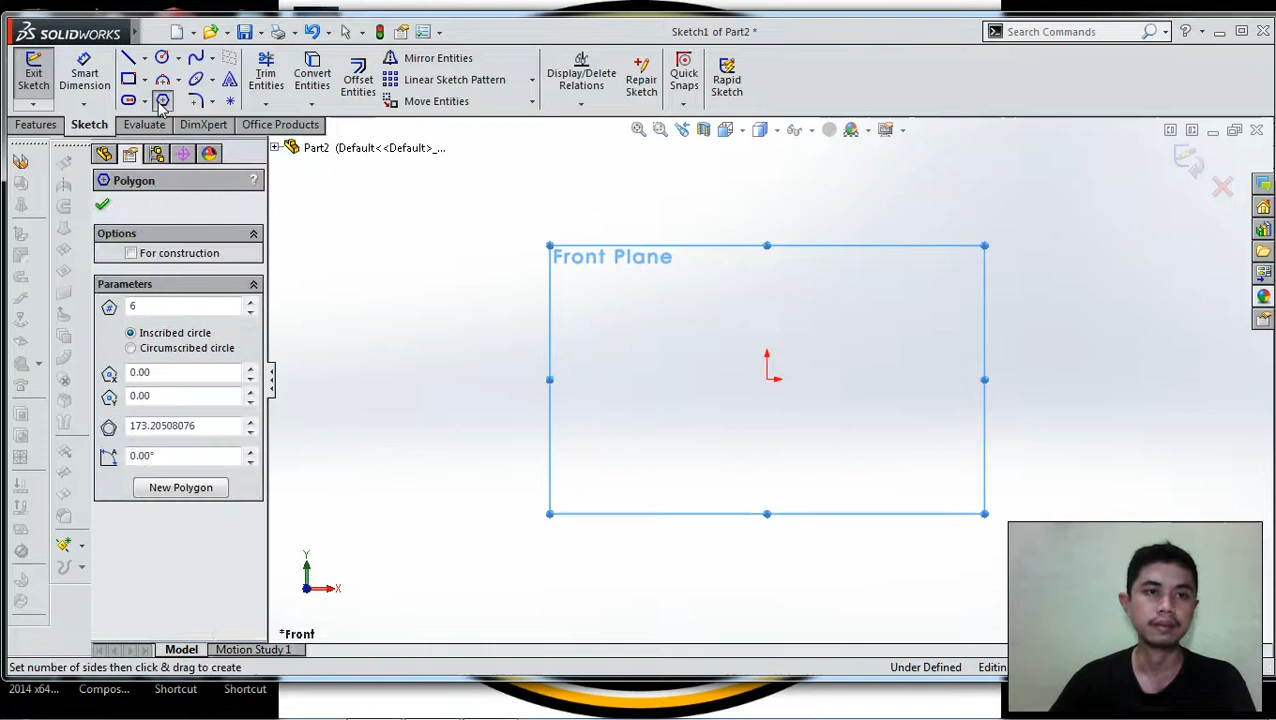 SOLIDWORKS
Sketch1 of Part2 *
Search Commands
Exit Sketch
Smart Dimension
Trim Entities
Convert Entities
Offset Entities
Mirror Entities
Linear Sketch Pattern
Move Entities
Display/Delete Relations
Repair Sketch
Quick Snaps
Rapid Sketch
Features
Sketch
Evaluate
DimXpert
Office Products
Part2 (Default<<Default>_...
Polygon
?
Options
For construction
Parameters
6
Inscribed circle
Circumscribed circle
0.00
0.00
173.20508076
0.00°
New Polygon
Front Plane
Y
X
*Front
Model
Motion Study 1
Set number of sides then click & drag to create
Under Defined
Editin
2014 x64...
Compos...
Shortcut
Shortcut